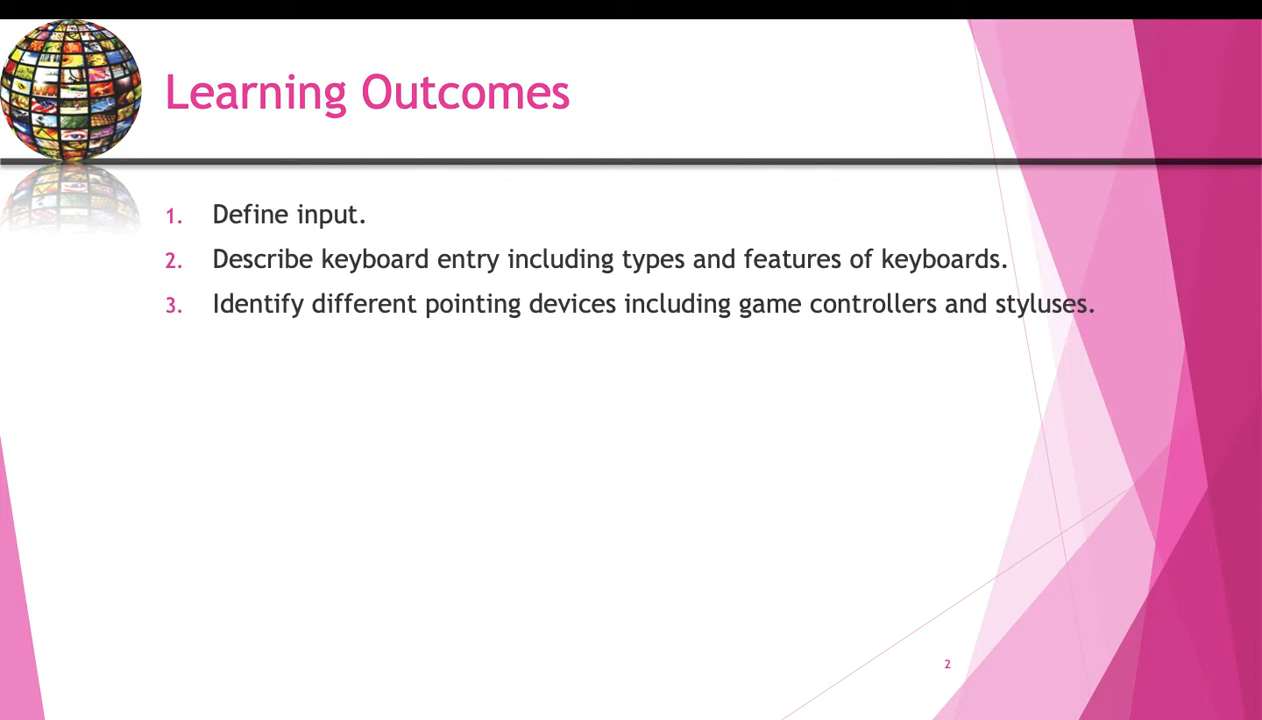 Learning Outcomes
1. Define input.
2. Describe keyboard entry including types and features of keyboards.
3. Identify different pointing devices including game controllers and styluses.
2